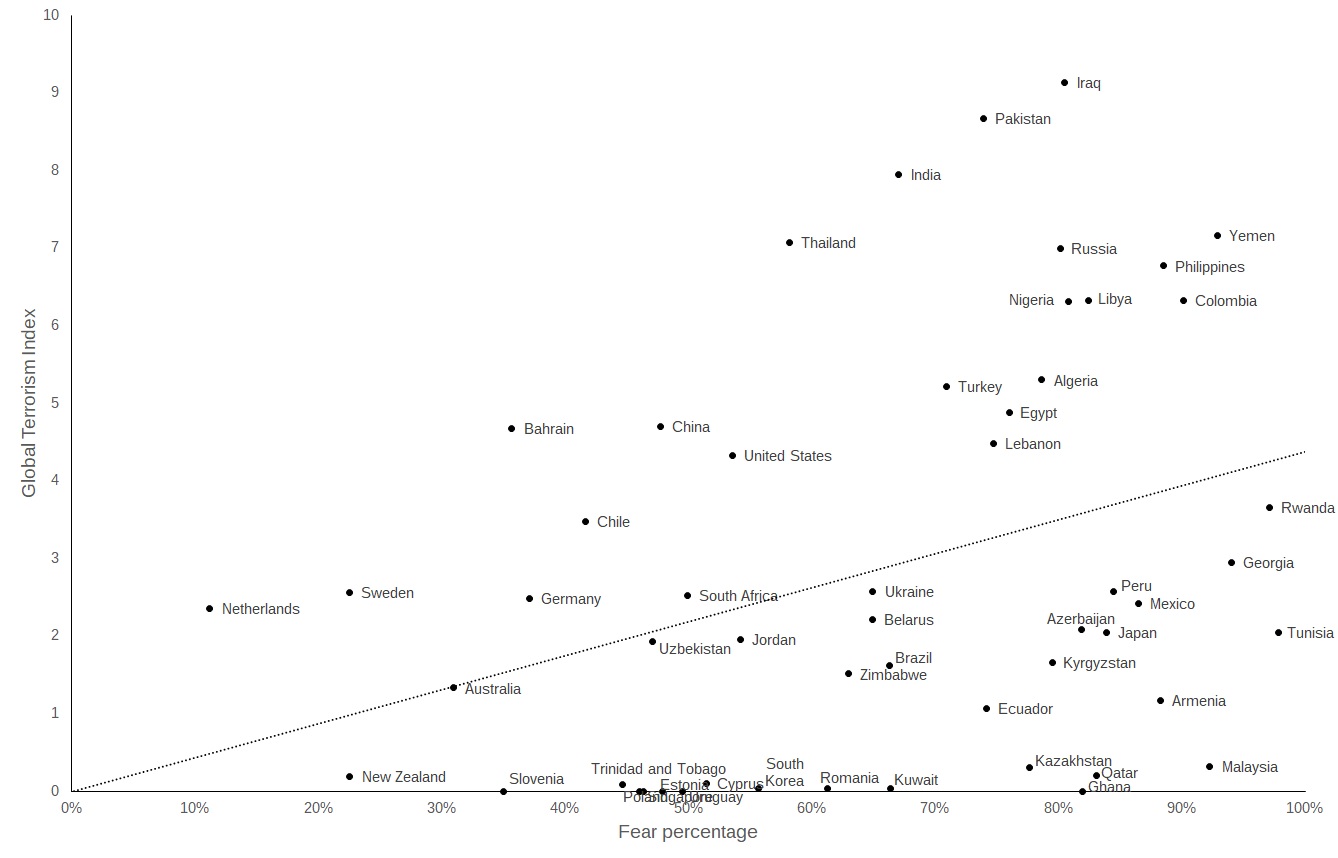 10
9
8
7
6
5
4
3
2
1
0
Global Terrorism Index
Iraq
Pakistan
India
Thailand
Yemen
Russia
Philippines
Nigeria
Libya
Colombia
Turkey
Algeria
Egypt
Bahrain
China
Lebanon
United States
Chile
Rwanda
Georgia
Sweden
Netherlands
Germany
South Africa
Ukraine
Peru
Mexico
Belarus
Azerbaijan
Japan
Tunisia
Uzbekistan
Jordan
Brazil
Kyrgyzstan
Zimbabwe
Australia
Armenia
Ecuador
New Zealand
Slovenia
Trinidad and Tobago
South
Korea
Kazakhstan
Qatar
Malaysia
Romania
Kuwait
Estonia
Cyprus
Ghana
Poland
Singapore
Uruguay
0%
10%
20%
30%
40%
50%
60%
70%
80%
90%
100%
Fear percentage